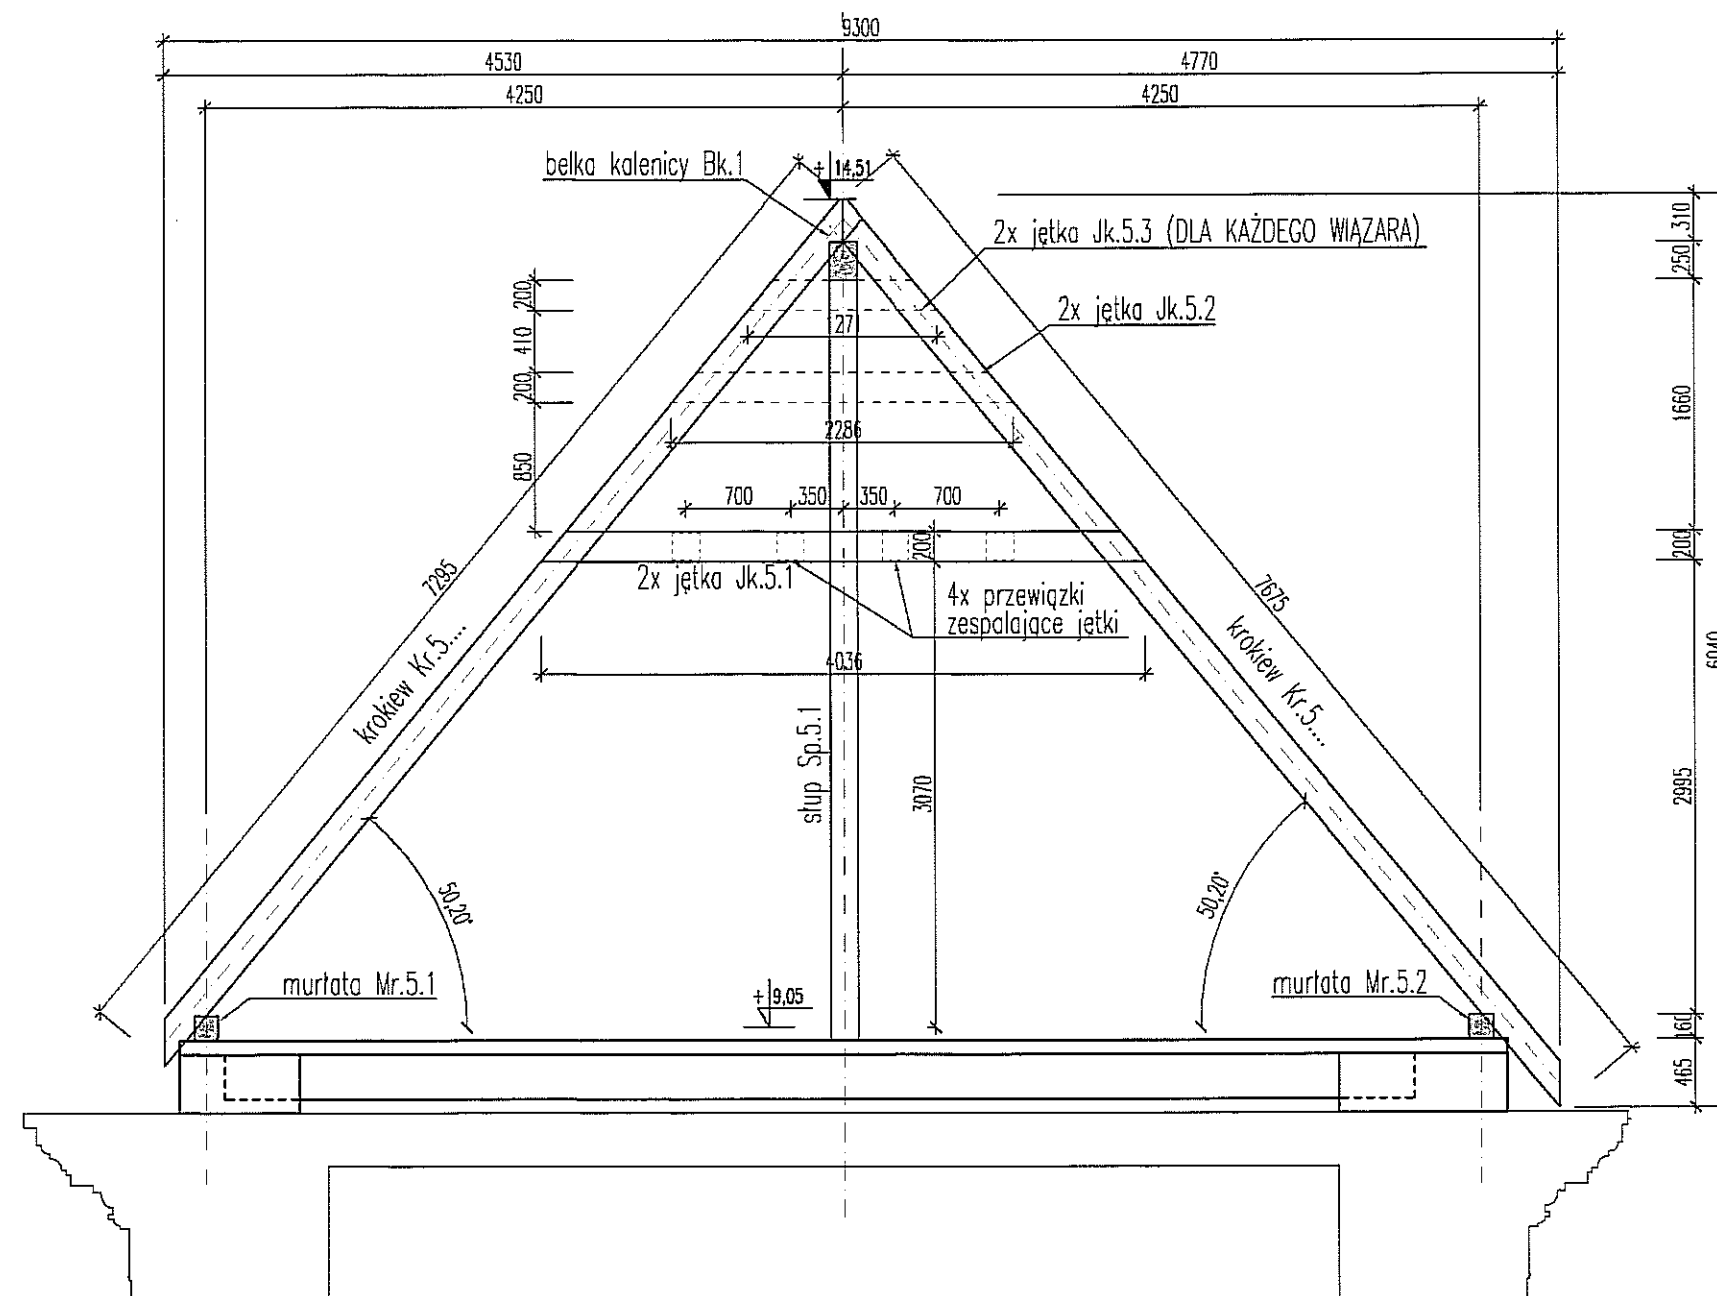 9300
4530 4770
4250 4250
belka kalenicy Bk.1
+ 14,51
2x jętka Jk.5.3 (DLA KAŻDEGO WIĄZARA)
2x jętka Jk.5.2
310
250
200
410
200
850
27
2286
1660
700 350 350 700
200
200
2x jętka Jk.5.1
4x przewiązki
zespalające jętki
4036
7295
7675
krokiew Kr.5....
krokiew Kr.5....
słup Sp.5.1
3070
2995
6040
50,20°
50,20°
murłata Mr.5.1
+ 9,05
murłata Mr.5.2
160
465